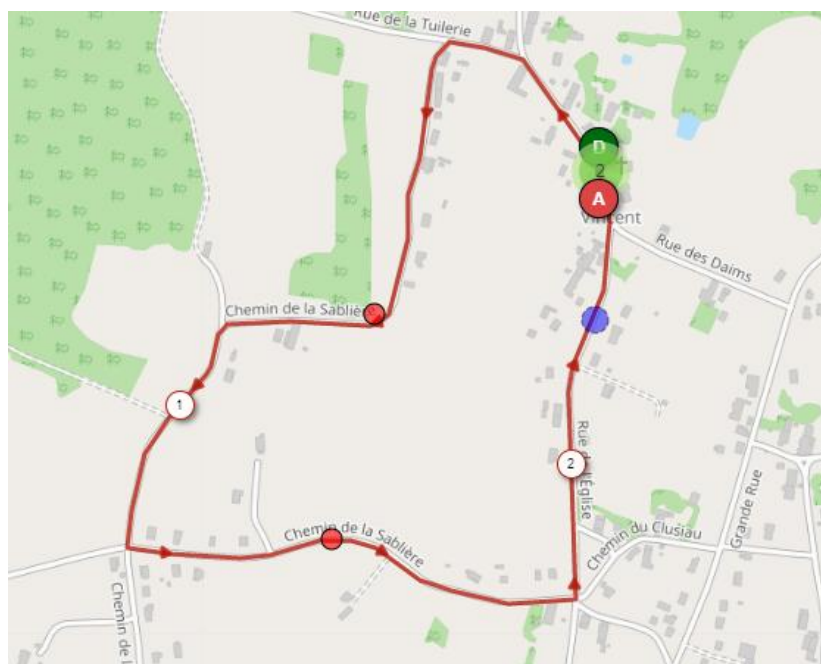 Rue de la Tuilerie
D
2
A
Vincent
Rue des Daims
Chemin de la Sablière
1
2
Rue de l'Église
Grande Rue
Chemin de la Sablière
Chemin du Clusiau
Chemin de l